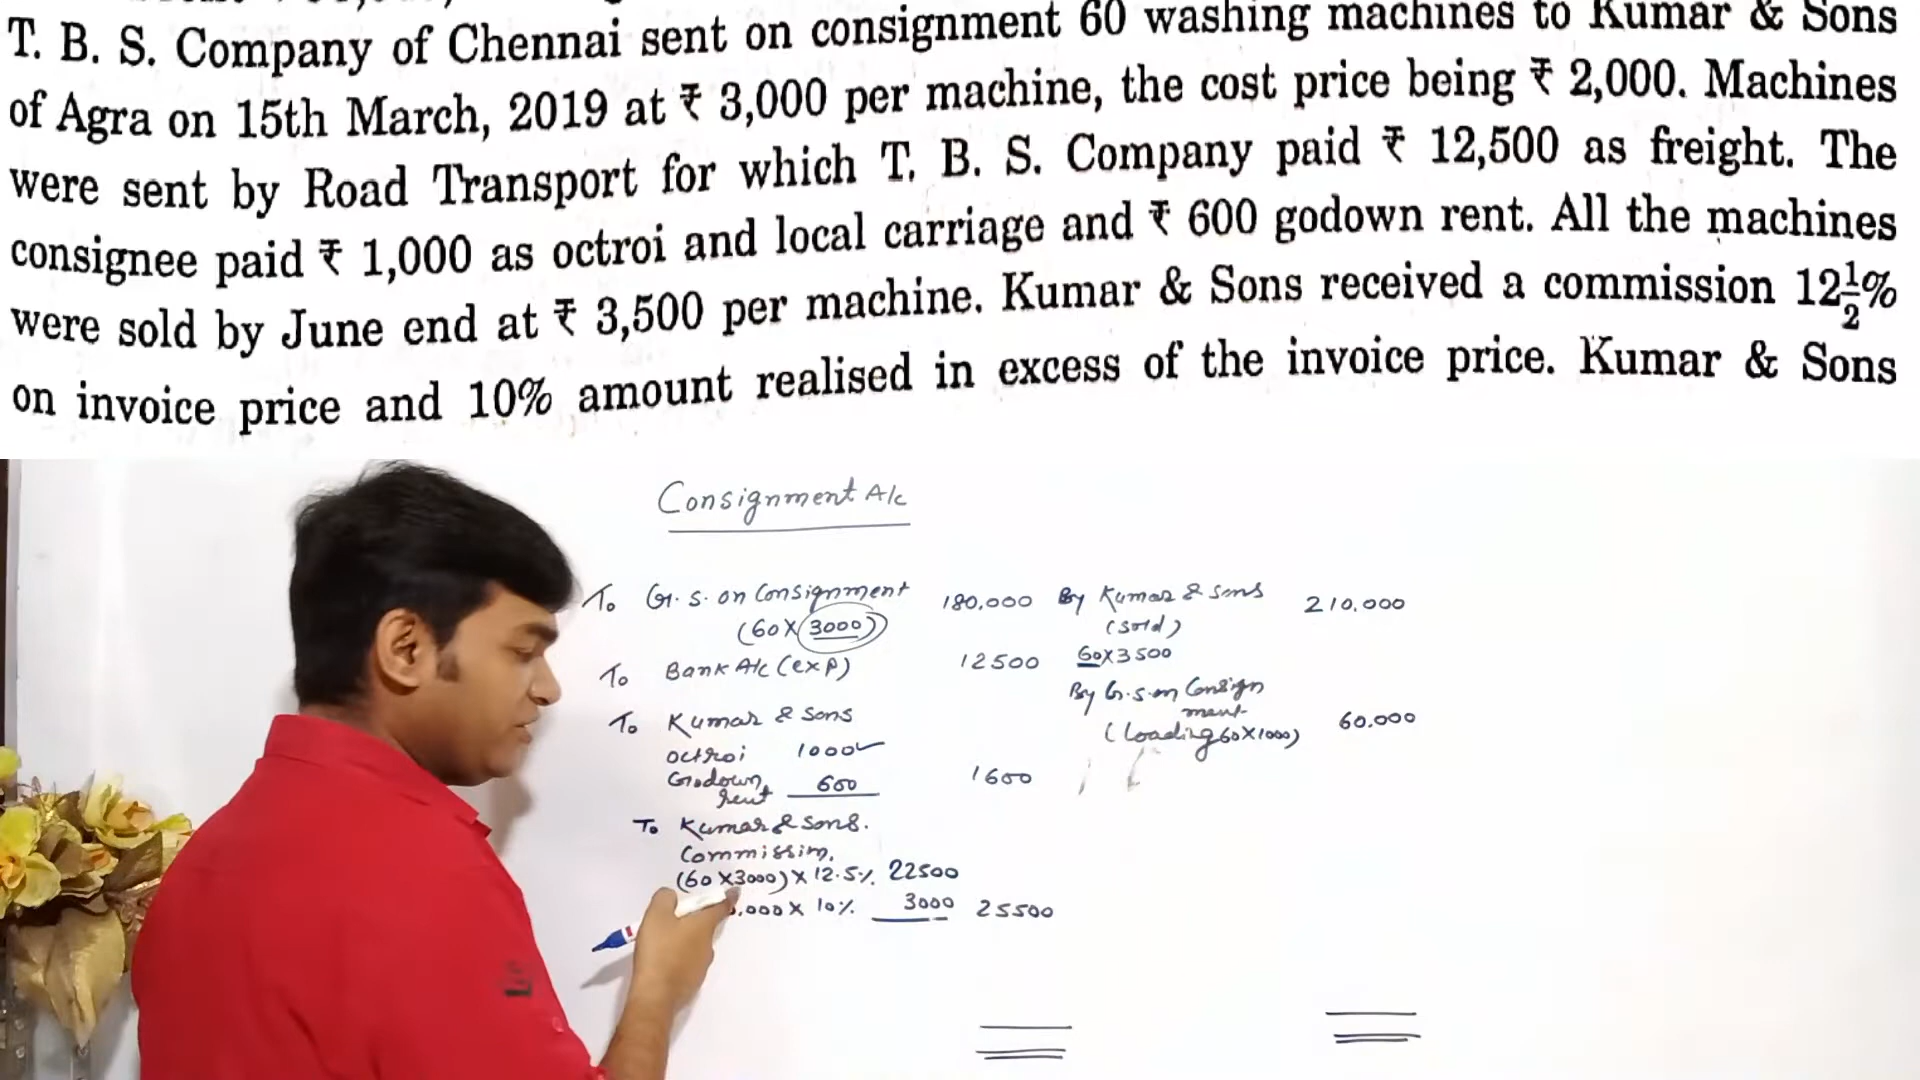 T. B. S. Company of Chennai sent on consignment 60 washing machines to Kumar & Sons
of Agra on 15th March, 2019 at ₹ 3,000 per machine, the cost price being ₹ 2,000. Machines
were sent by Road Transport for which T. B. S. Company paid ₹ 12,500 as freight. The
consignee paid ₹ 1,000 as octroi and local carriage and ₹ 600 godown rent. All the machines
were sold by June end at ₹ 3,500 per machine. Kumar & Sons received a commission 12½%
on invoice price and 10% amount realised in excess of the invoice price. Kumar & Sons
Consignment A/c
To G.s. on Consignment 180,000 By Kumar & sons 210,000
(60 X 3000) (sold)
To Bank A/c (exp) 12500 60X3500
By G.s.on Consign
To Kumar & sons ment
octroi 1000 (loading 60X1000) 60.000
Godown 600 1600
rent
To Kumar & sons.
Commission.
(60 X3000) X 12.5% 22500
,000 X 10% 3000 25500